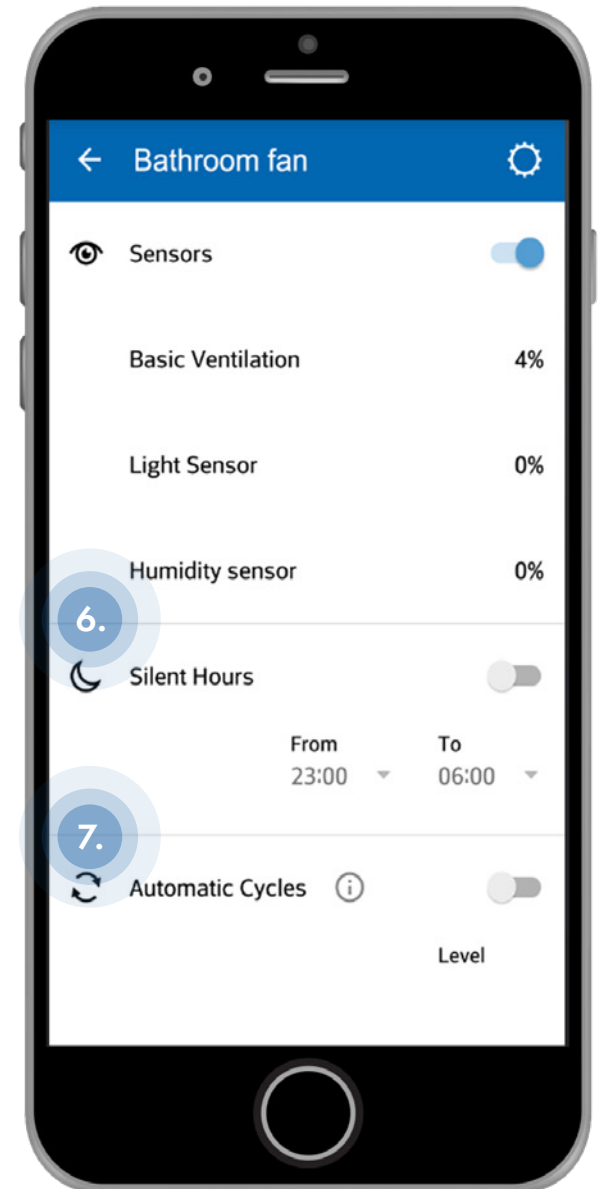 Bathroom fan
Sensors
Basic Ventilation 4%
Light Sensor 0%
Humidity sensor 0%
6.
Silent Hours
From To
23:00 06:00
7.
Automatic Cycles i
Level